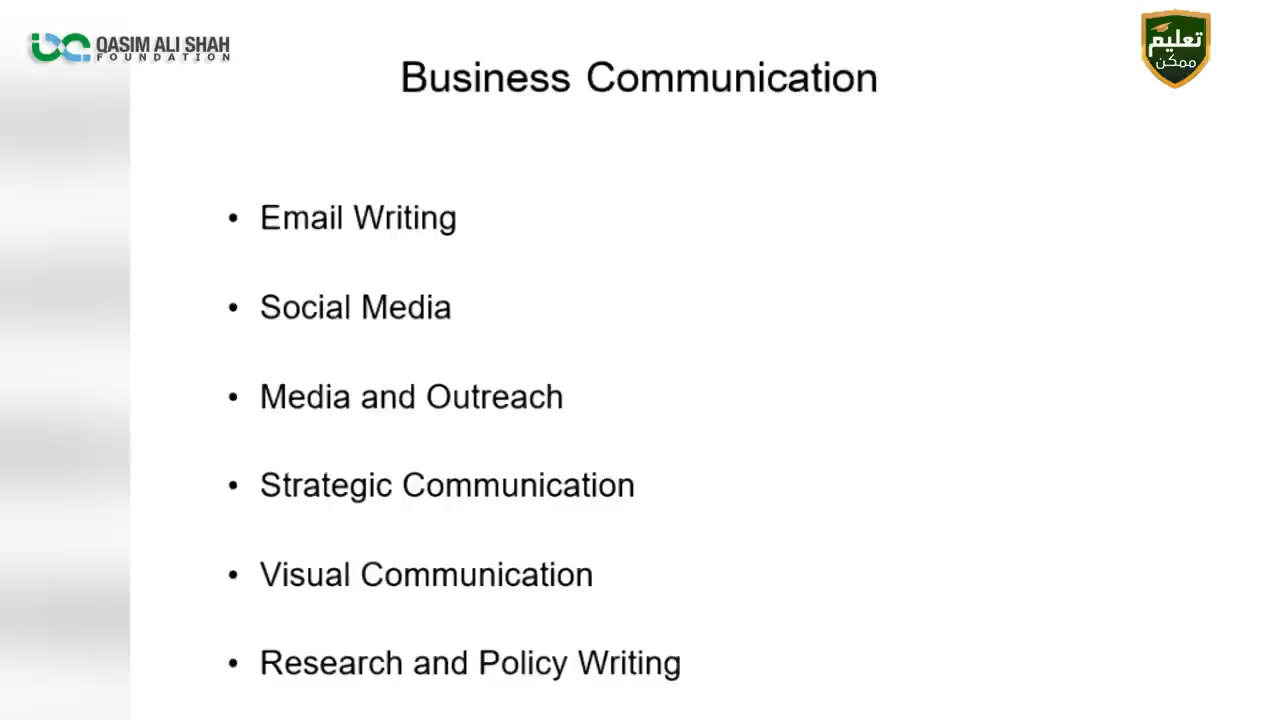 QASIM ALI SHAH
FOUNDATION
تعلیم
ممکن
Business Communication
• Email Writing
• Social Media
• Media and Outreach
• Strategic Communication
• Visual Communication
• Research and Policy Writing